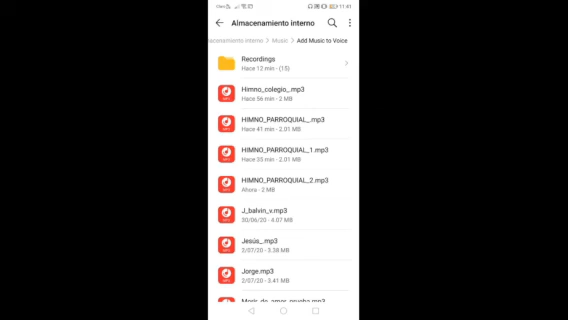 Claro
11:41
Almacenamiento interno
acenamiento interno > Music > Add Music to Voice
Recordings
Hace 12 min - (15)
Himno_colegio_.mp3
Hace 56 min - 2 MB
HIMNO_PARROQUIAL_.mp3
Hace 41 min - 2.01 MB
HIMNO_PARROQUIAL_1.mp3
Hace 35 min - 2.01 MB
HIMNO_PARROQUIAL_2.mp3
Ahora - 2 MB
J_balvin_v.mp3
30/06/20 - 4.07 MB
Jesús_.mp3
2/07/20 - 3.38 MB
Jorge.mp3
2/07/20 - 3.41 MB